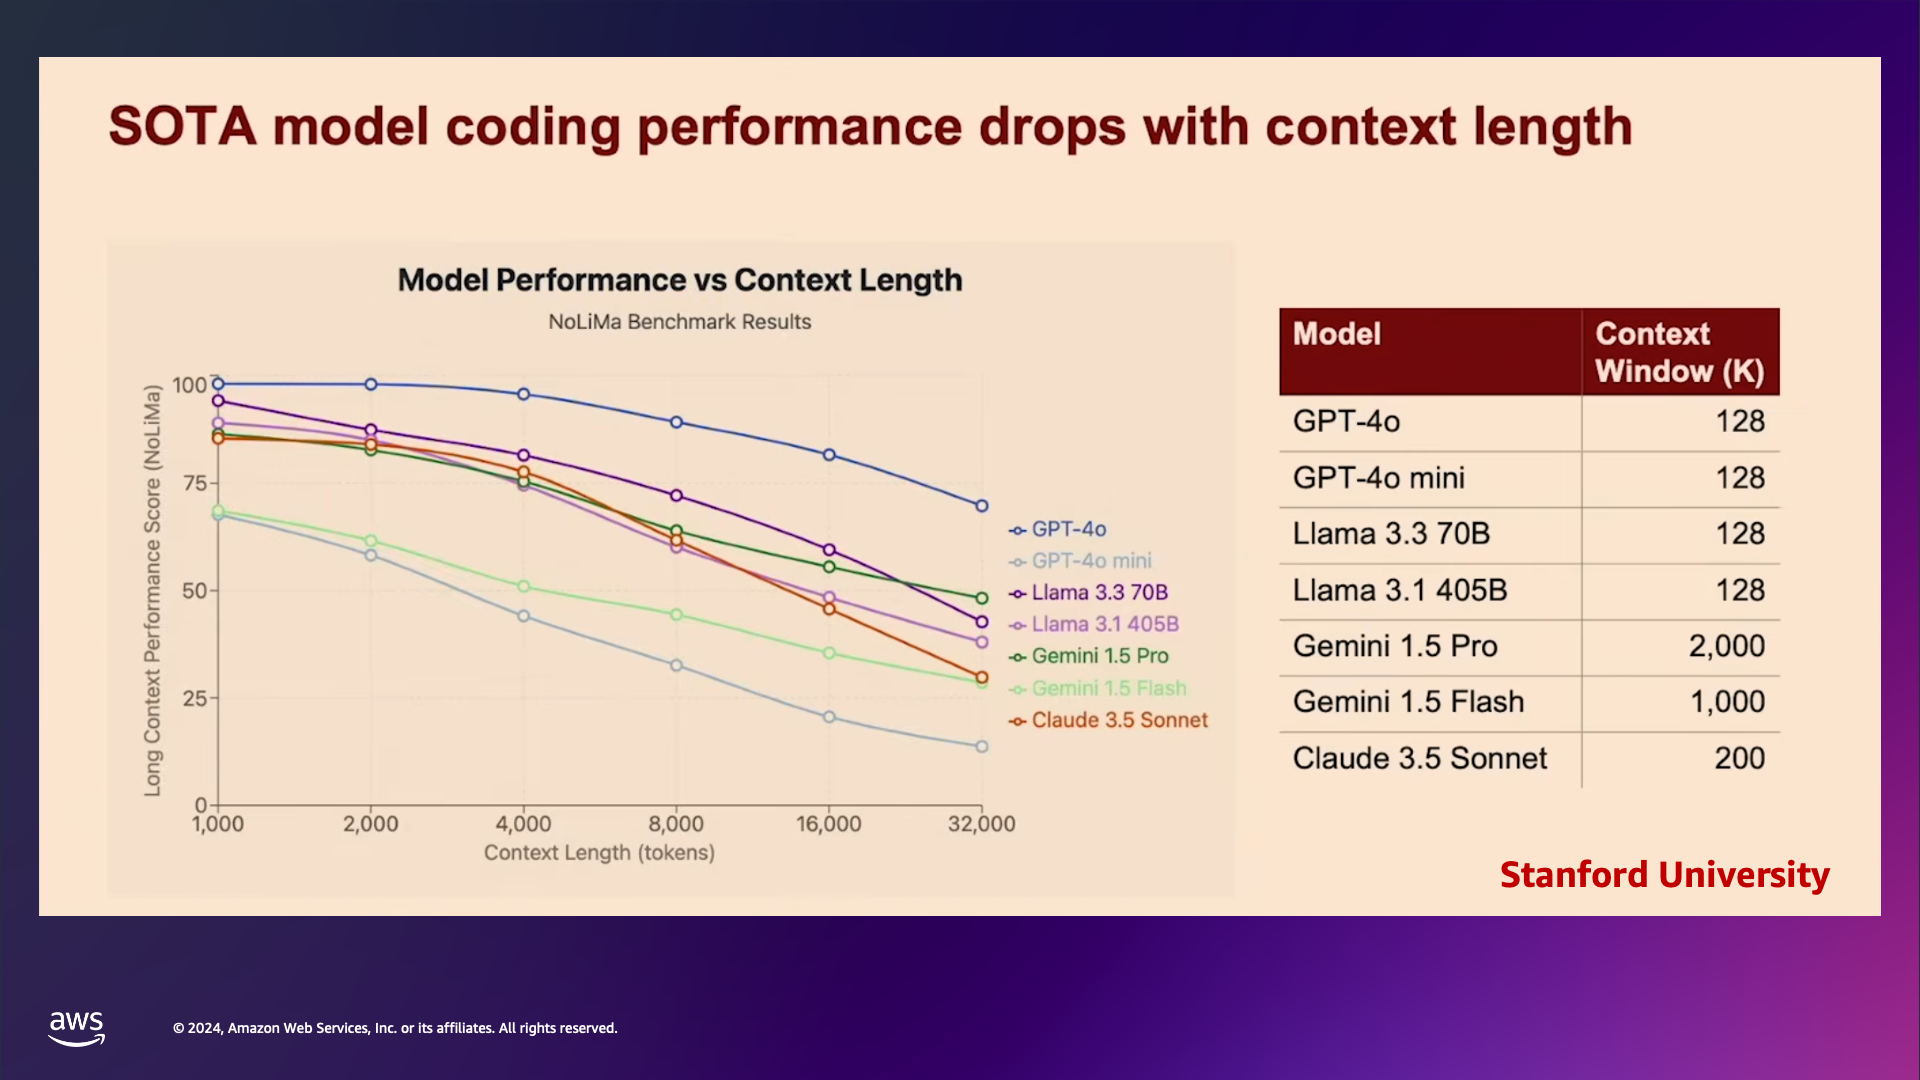 SOTA model coding performance drops with context length
Model Performance vs Context Length
NoLiMa Benchmark Results
Long Context Performance Score (NoLiMa)
100
75
50
25
0
1,000 2,000 4,000 8,000 16,000 32,000
Context Length (tokens)
GPT-4o
GPT-4o mini
Llama 3.3 70B
Llama 3.1 405B
Gemini 1.5 Pro
Gemini 1.5 Flash
Claude 3.5 Sonnet
Model Context
Window (K)
GPT-4o 128
GPT-4o mini 128
Llama 3.3 70B 128
Llama 3.1 405B 128
Gemini 1.5 Pro 2,000
Gemini 1.5 Flash 1,000
Claude 3.5 Sonnet 200
Stanford University
aws
© 2024, Amazon Web Services, Inc. or its affiliates. All rights reserved.